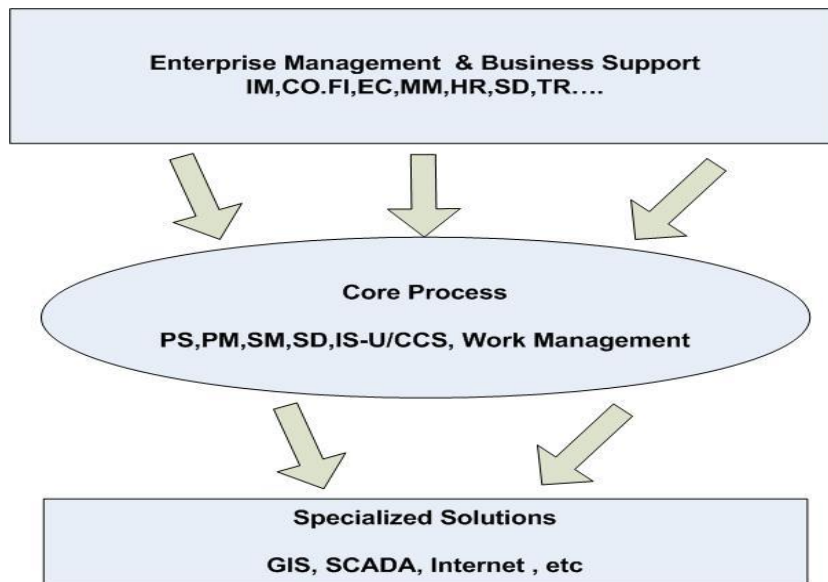 Enterprise Management & Business Support
IM,CO.FI,EC,MM,HR,SD,TR....
Core Process
PS,PM,SM,SD,IS-U/CCS, Work Management
Specialized Solutions
GIS, SCADA, Internet , etc